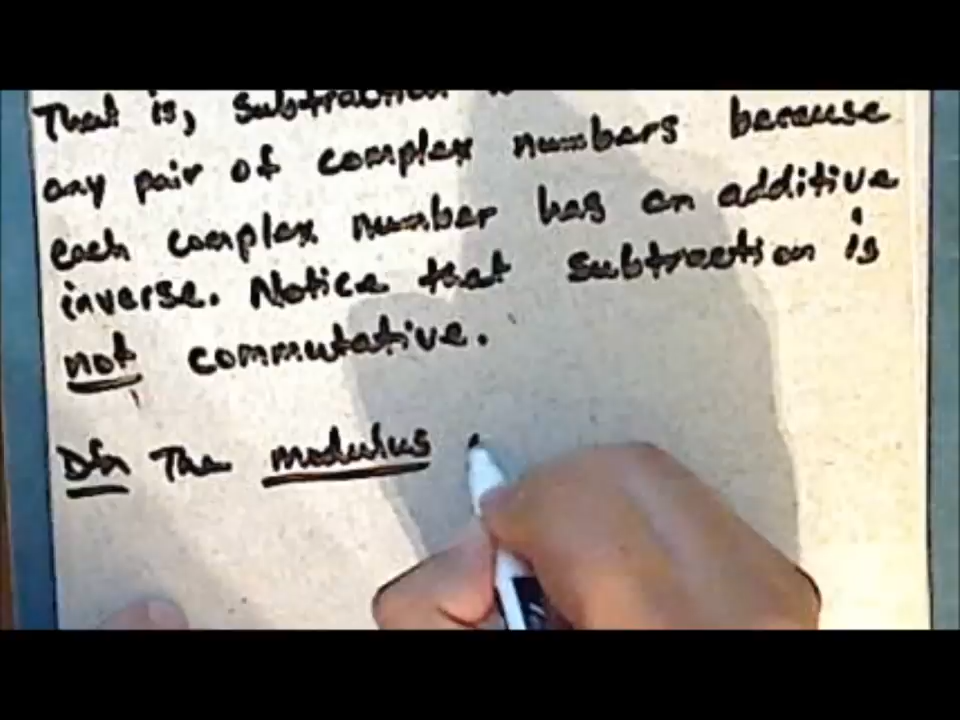 That is, subtraction
any pair of complex numbers because
each complex number has an additive
inverse. Notice that subtraction is
not commutative.
Dfn The modulus